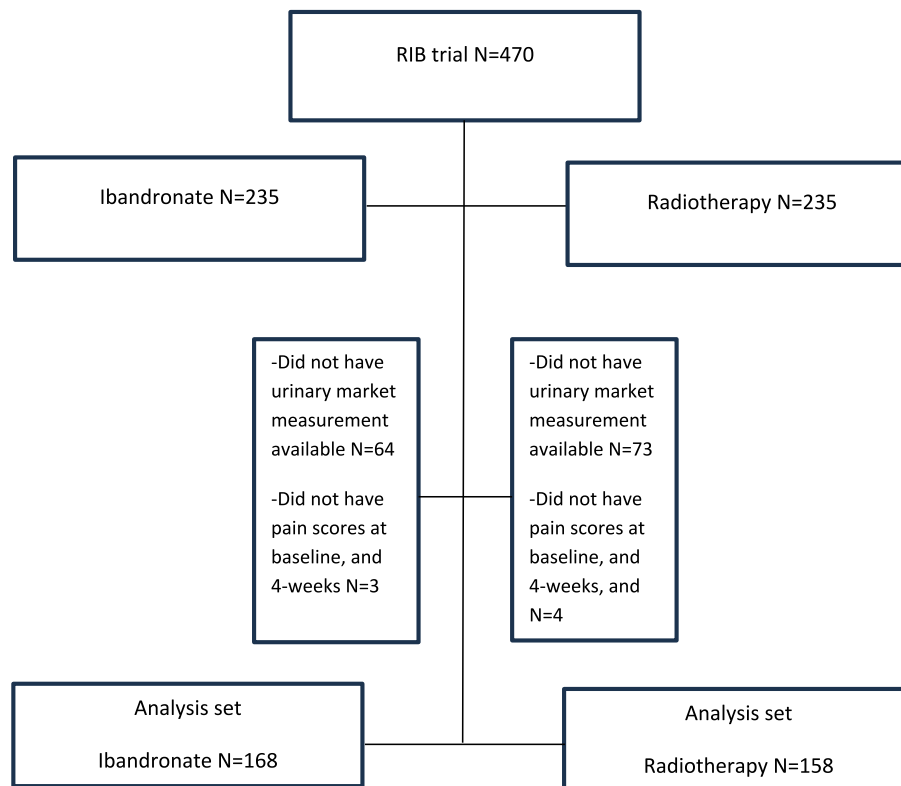 RIB trial N=470
Ibandronate N=235
Radiotherapy N=235
-Did not have
urinary market
measurement
available N=64
-Did not have
pain scores at
baseline, and
4-weeks N=3
-Did not have
urinary market
measurement
available N=73
-Did not have
pain scores at
baseline, and
4-weeks, and
N=4
Analysis set
Ibandronate N=168
Analysis set
Radiotherapy N=158